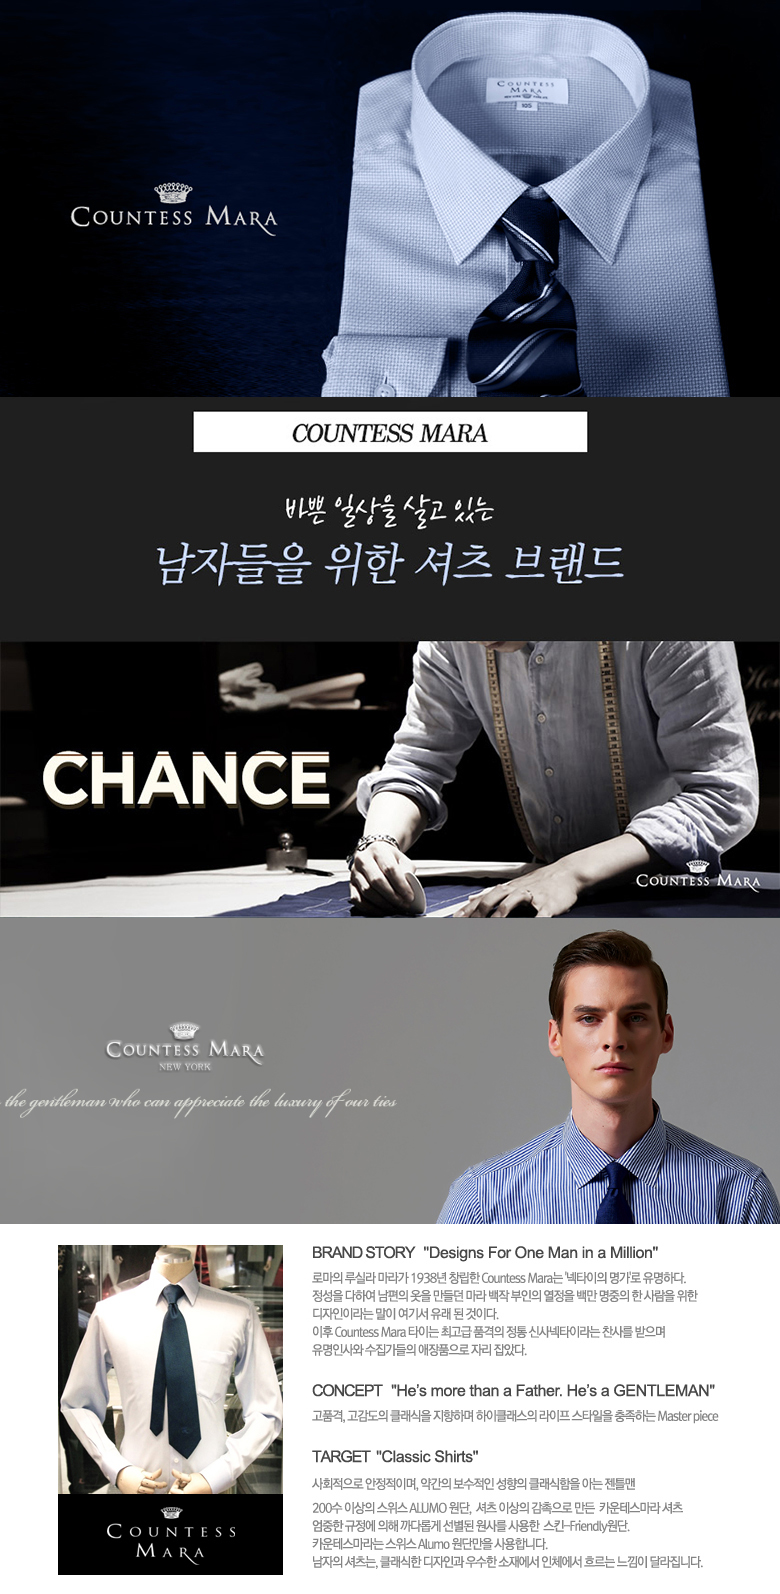 COUNTESS
MARA
NEW YORK
105
COUNTESS MARA
COUNTESS MARA
바쁜 일상을 살고 있는
남자들을 위한 셔츠 브랜드
CHANCE
COUNTESS MARA
COUNTESS MARA
NEW YORK
the gentleman who can appreciate the luxury of our ties
BRAND STORY "Designs For One Man in a Million"
로마의 루실라 마라가 1938년 창립한 Countess Mara는 '넥타이의 명가'로 유명하다.
정성을 다하여 남편의 옷을 만들던 마라 백작 부인의 열정을 백만 명중의 한 사람을 위한
디자인이라는 말이 여기서 유래 된 것이다.
이후 Countess Mara 타이는 최고급 품격의 정통 신사넥타이라는 찬사를 받으며
유명인사와 수집가들의 애장품으로 자리 잡았다.
CONCEPT "He's more than a Father. He's a GENTLEMAN"
고품격, 고감도의 클래식을 지향하며 하이클래스의 라이프 스타일을 충족하는 Master piece
TARGET "Classic Shirts"
사회적으로 안정적이며, 약간의 보수적인 성향의 클래식함을 아는 젠틀맨
200수 이상의 스위스 ALUMO 원단, 셔츠 이상의 감촉으로 만든 카운테스마라 셔츠
엄중한 규정에 의해 까다롭게 선별된 원사를 사용한 스킨-Friendly원단.
카운테스마라는 스위스 Alumo 원단만을 사용합니다.
남자의 셔츠는, 클래식한 디자인과 우수한 소재에서 인체에서 흐르는 느낌이 달라집니다.
COUNTESS
MARA